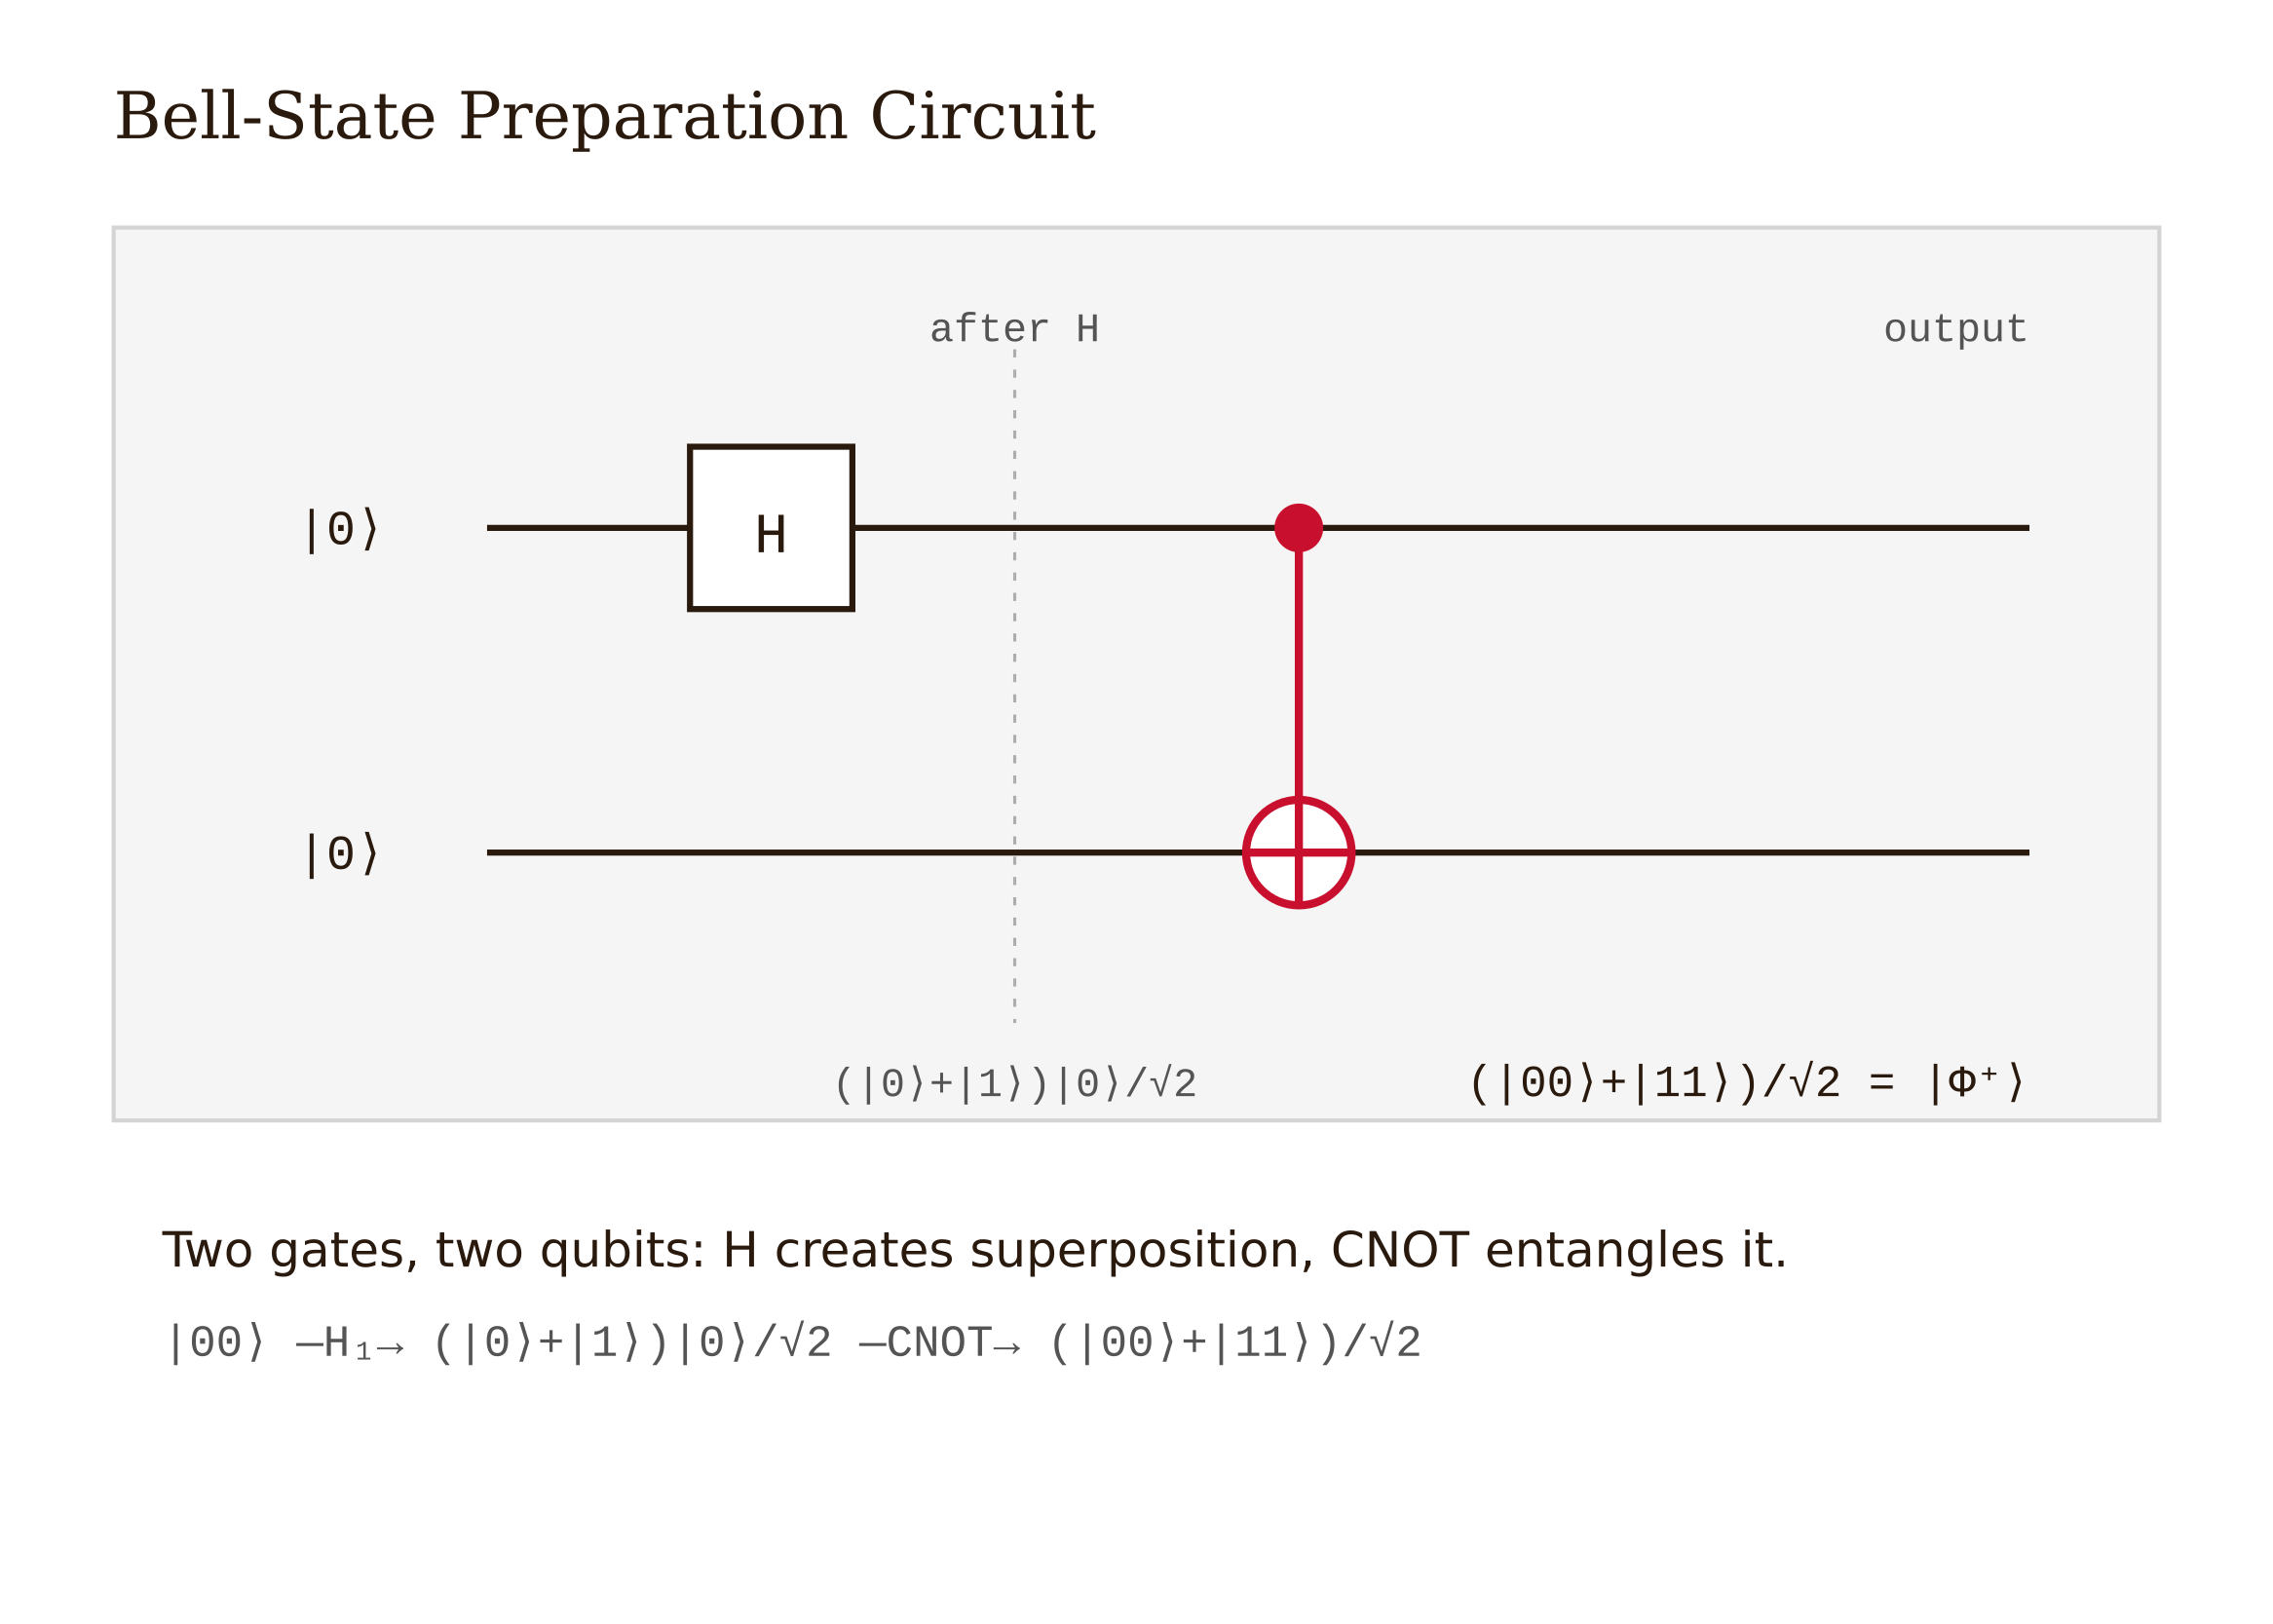 Bell-State Preparation Circuit
after H
output
|0⟩
H
|0⟩
(|0⟩+|1⟩)|0⟩/√2
(|00⟩+|11⟩)/√2 = |Φ⁺⟩
Two gates, two qubits: H creates superposition, CNOT entangles it.
|00⟩ —H₁→ (|0⟩+|1⟩)|0⟩/√2 —CNOT→ (|00⟩+|11⟩)/√2